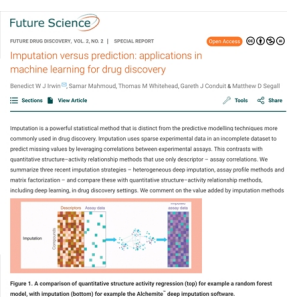 Future Science
FUTURE DRUG DISCOVERY, VOL. 2, NO. 2 | SPECIAL REPORT
Open Access
Imputation versus prediction: applications in
machine learning for drug discovery
Benedict W J Irwin, Samar Mahmoud, Thomas M Whitehead, Gareth J Conduit & Matthew D Segall
Sections View Article Tools Share
Imputation is a powerful statistical method that is distinct from the predictive modelling techniques more
commonly used in drug discovery. Imputation uses sparse experimental data in an incomplete dataset to
predict missing values by leveraging correlations between experimental assays. This contrasts with
quantitative structure–activity relationship methods that use only descriptor – assay correlations. We
summarize three recent imputation strategies – heterogeneous deep imputation, assay profile methods and
matrix factorization – and compare these with quantitative structure–activity relationship methods,
including deep learning, in drug discovery settings. We comment on the value added by imputation methods
Descriptors Assay data
assay data
Imputation
Compounds
Figure 1. A comparison of quantitative structure activity regression (top) for example a random forest
model, with imputation (bottom) for example the Alchemite™ deep imputation software.